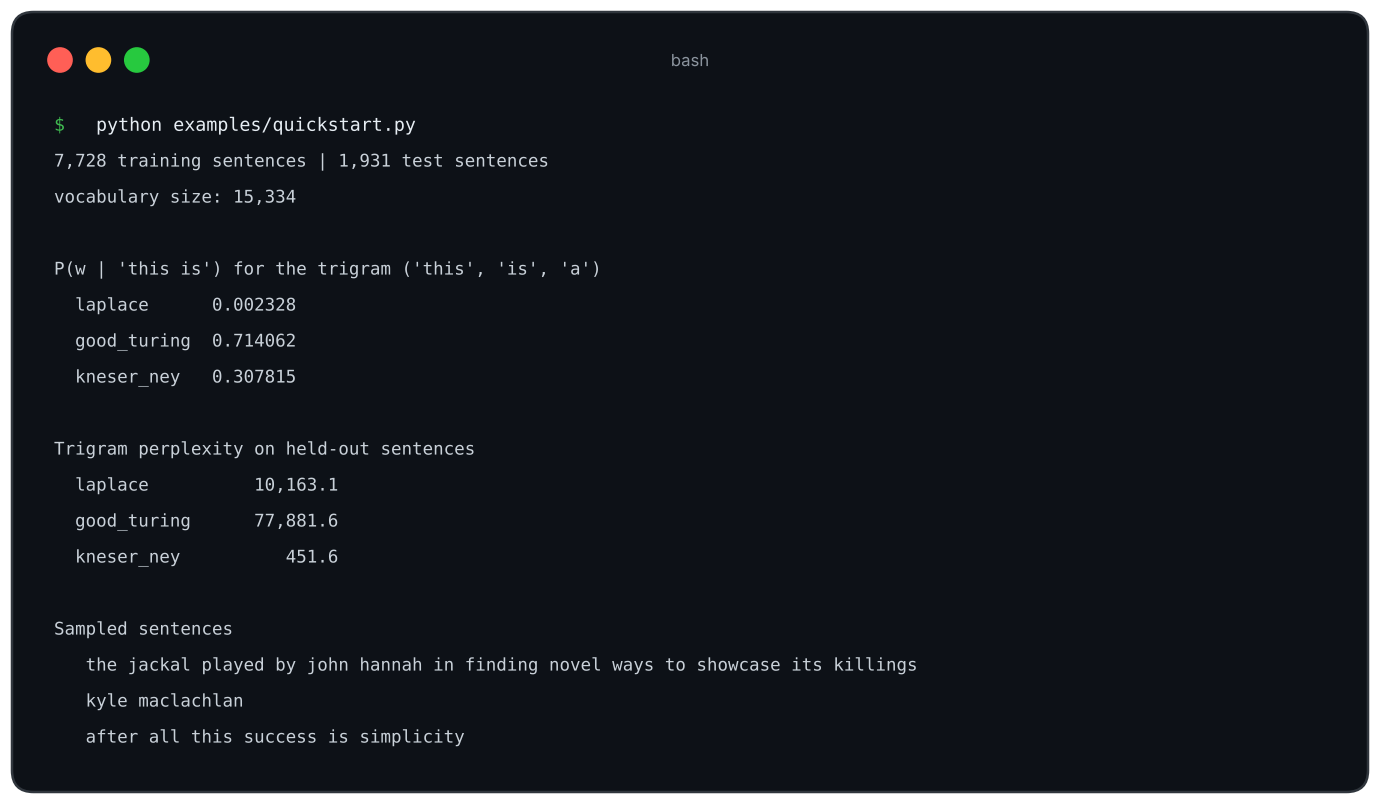 bash
$ python examples/quickstart.py
7,728 training sentences | 1,931 test sentences
vocabulary size: 15,334
P(w | 'this is') for the trigram ('this', 'is', 'a')
laplace 0.002328
good_turing 0.714062
kneser_ney 0.307815
Trigram perplexity on held-out sentences
laplace 10,163.1
good_turing 77,881.6
kneser_ney 451.6
Sampled sentences
the jackal played by john hannah in finding novel ways to showcase its killings
kyle maclachlan
after all this success is simplicity